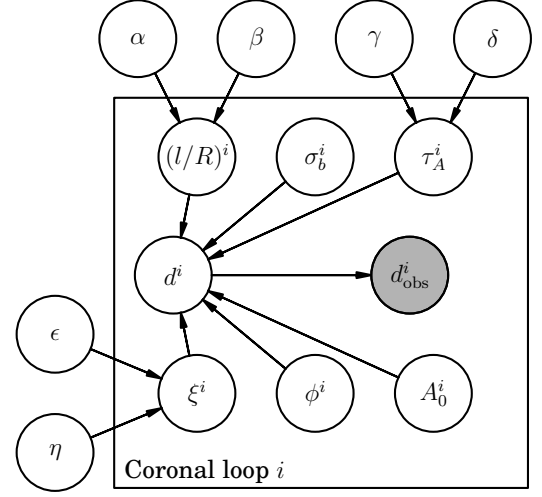 α β γ δ
(l/R)^i σ_b^i τ_A^i
d^i d_obs^i
ϵ
ξ^i ϕ^i A_0^i
η
Coronal loop i